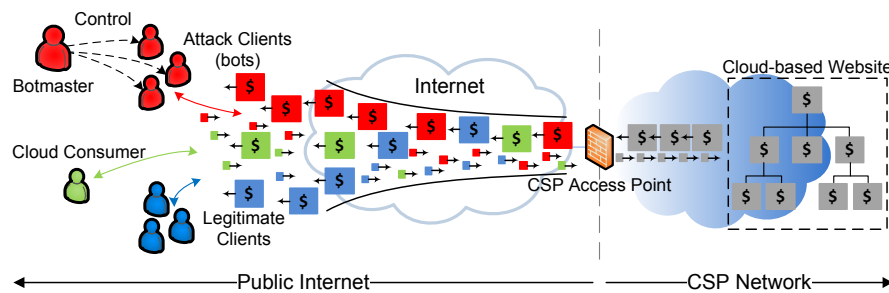 Control
Attack Clients
(bots)
Botmaster
Internet
Cloud-based Website
Cloud Consumer
CSP Access Point
Legitimate
Clients
$ $ $ $ $ $ $ $
$ $ $ $ $ $ $ $
$ $ $
$ $ $
$
$ $ $
$ $ $ $
Public Internet
CSP Network